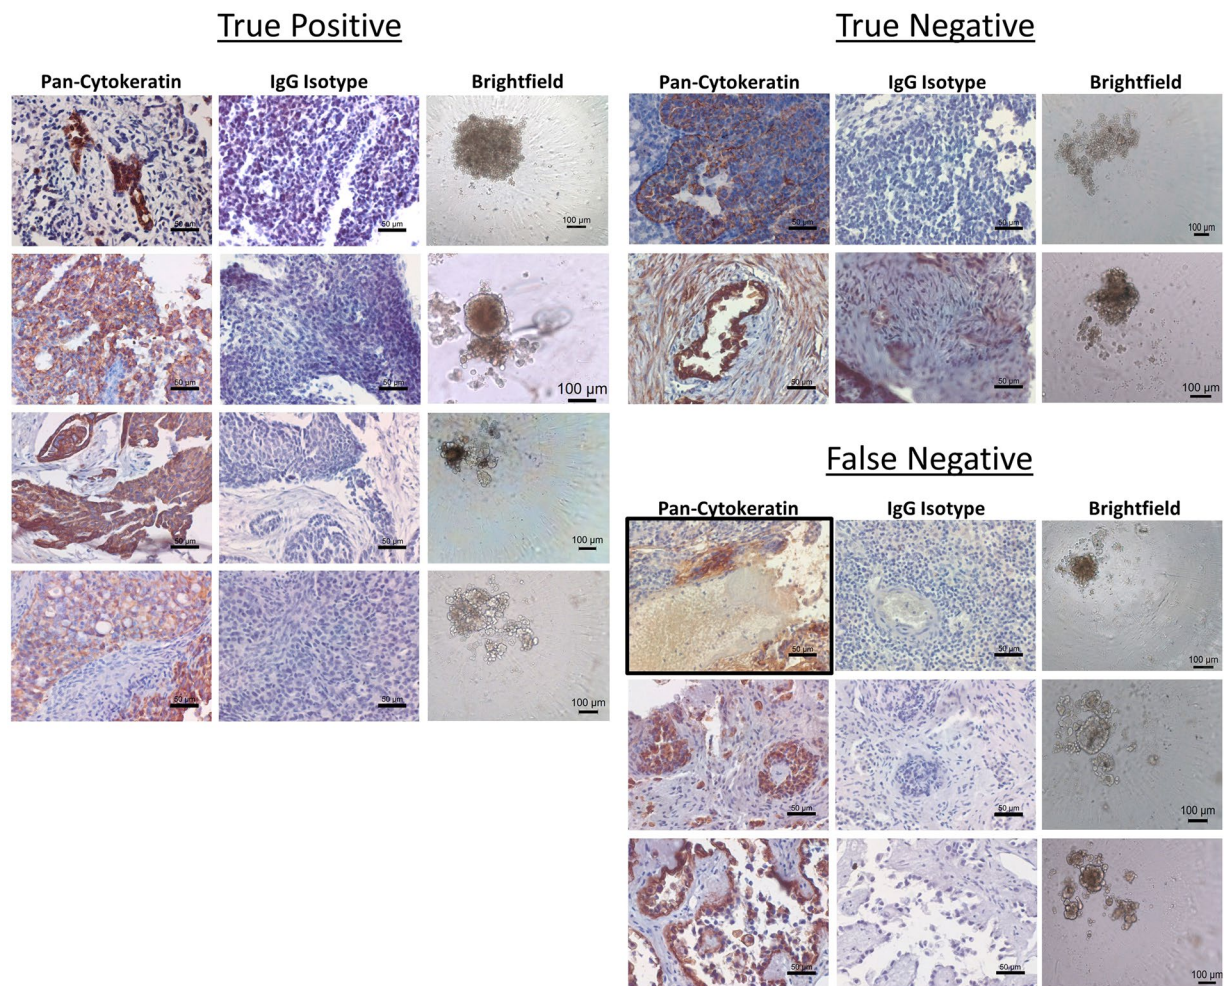 True Positive
Pan-Cytokeratin IgG Isotype Brightfield
50 µm 50 µm 100 µm
50 µm 50 µm 100 µm
50 µm 50 µm 100 µm
50 µm 50 µm 100 µm
True Negative
Pan-Cytokeratin IgG Isotype Brightfield
50 µm 50 µm 100 µm
50 µm 50 µm 100 µm
False Negative
Pan-Cytokeratin IgG Isotype Brightfield
50 µm 50 µm 100 µm
50 µm 50 µm 100 µm
50 µm 50 µm 100 µm